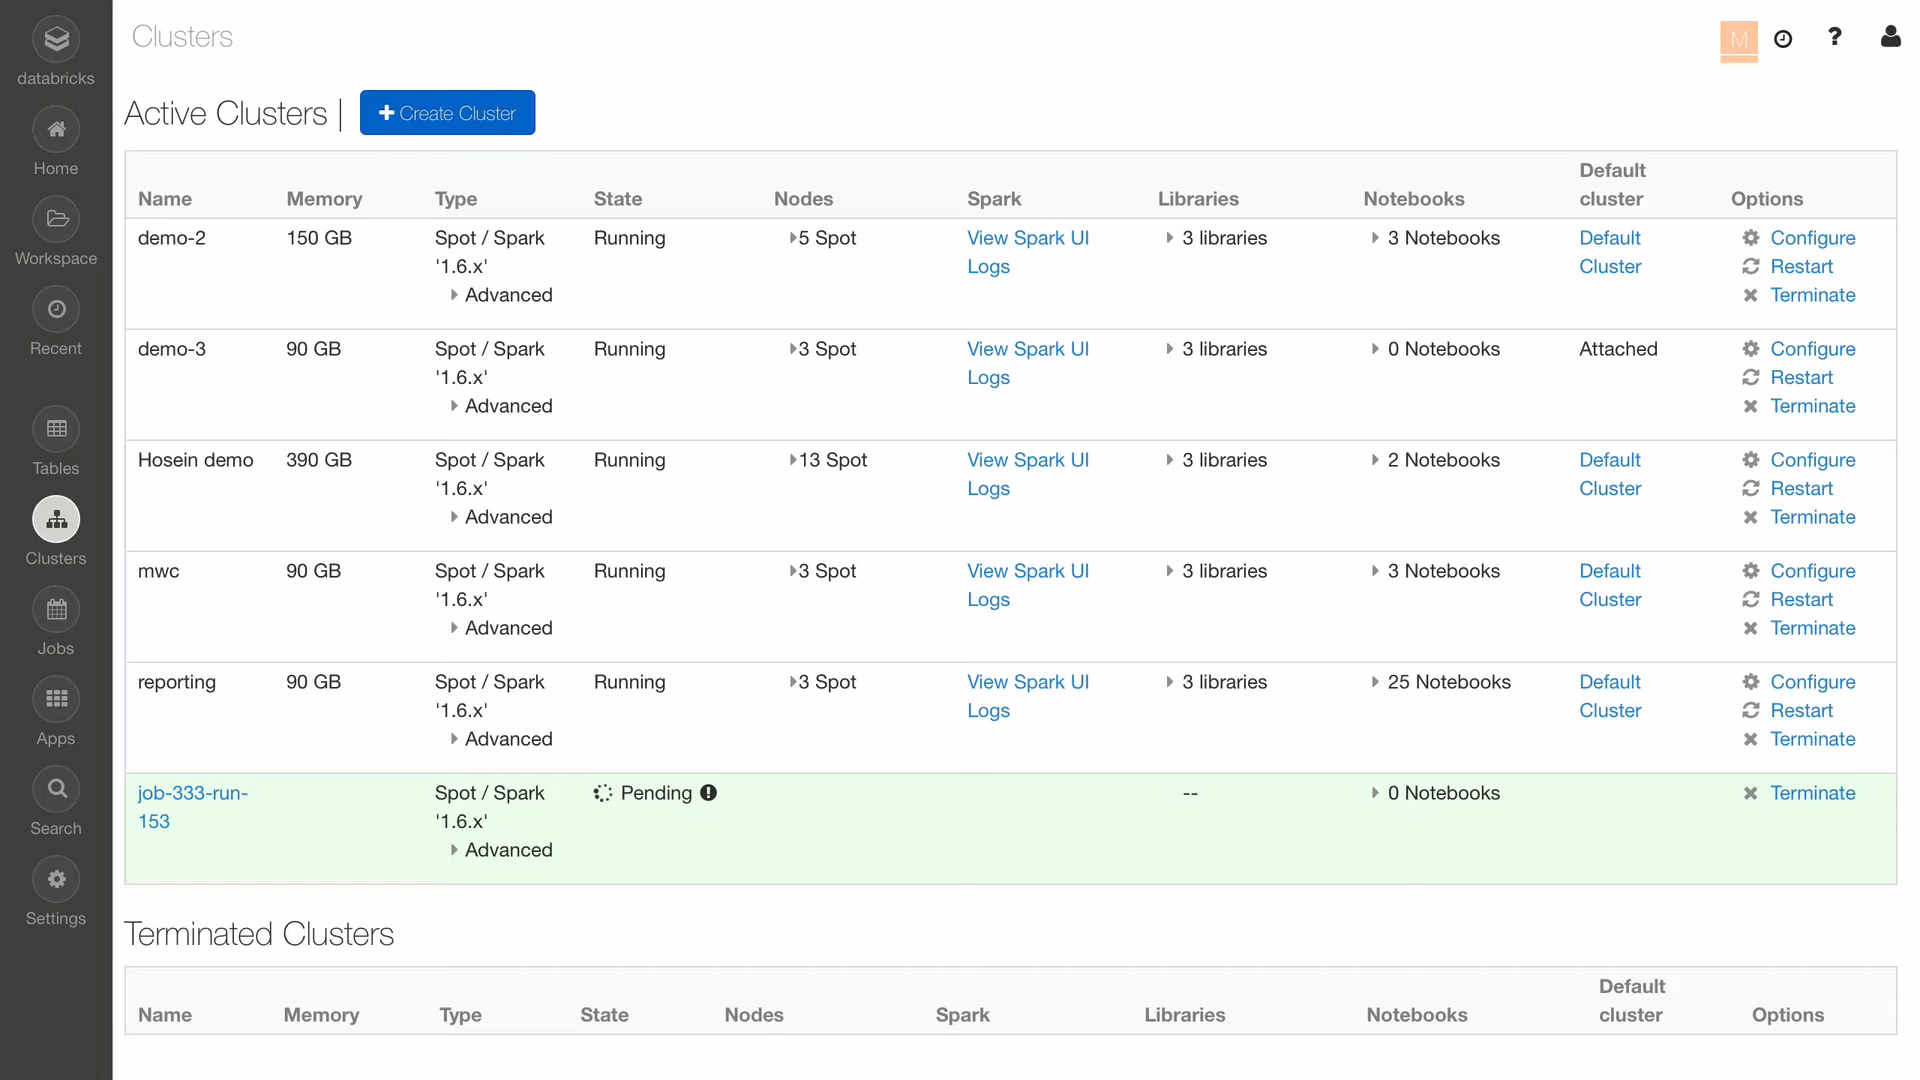 databricks
Home
Workspace
Recent
Tables
Clusters
Jobs
Apps
Search
Settings
Clusters
M
?
Active Clusters | + Create Cluster
Name Memory Type State Nodes Spark Libraries Notebooks Default cluster Options
demo-2 150 GB Spot / Spark Running 5 Spot View Spark UI 3 libraries 3 Notebooks Default Configure
'1.6.x' Logs Cluster Restart
Advanced Terminate
demo-3 90 GB Spot / Spark Running 3 Spot View Spark UI 3 libraries 0 Notebooks Attached Configure
'1.6.x' Logs Restart
Advanced Terminate
Hosein demo 390 GB Spot / Spark Running 13 Spot View Spark UI 3 libraries 2 Notebooks Default Configure
'1.6.x' Logs Cluster Restart
Advanced Terminate
mwc 90 GB Spot / Spark Running 3 Spot View Spark UI 3 libraries 3 Notebooks Default Configure
'1.6.x' Logs Cluster Restart
Advanced Terminate
reporting 90 GB Spot / Spark Running 3 Spot View Spark UI 3 libraries 25 Notebooks Default Configure
'1.6.x' Logs Cluster Restart
Advanced Terminate
job-333-run- Spot / Spark Pending -- 0 Notebooks Terminate
153 '1.6.x'
Advanced
Terminated Clusters
Name Memory Type State Nodes Spark Libraries Notebooks Default cluster Options